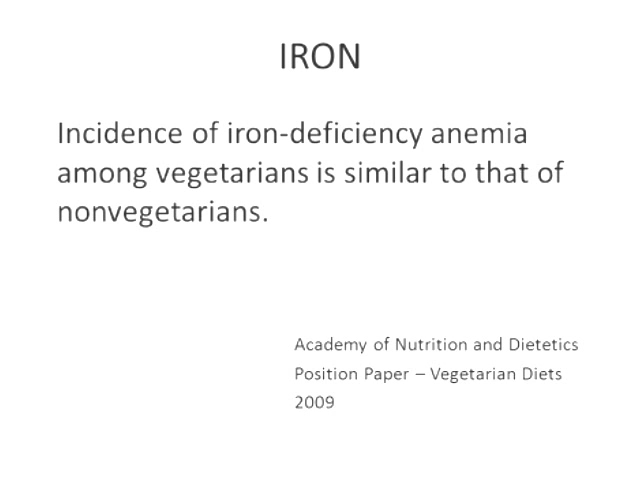 IRON
Incidence of iron-deficiency anemia
among vegetarians is similar to that of
nonvegetarians.
Academy of Nutrition and Dietetics
Position Paper – Vegetarian Diets
2009